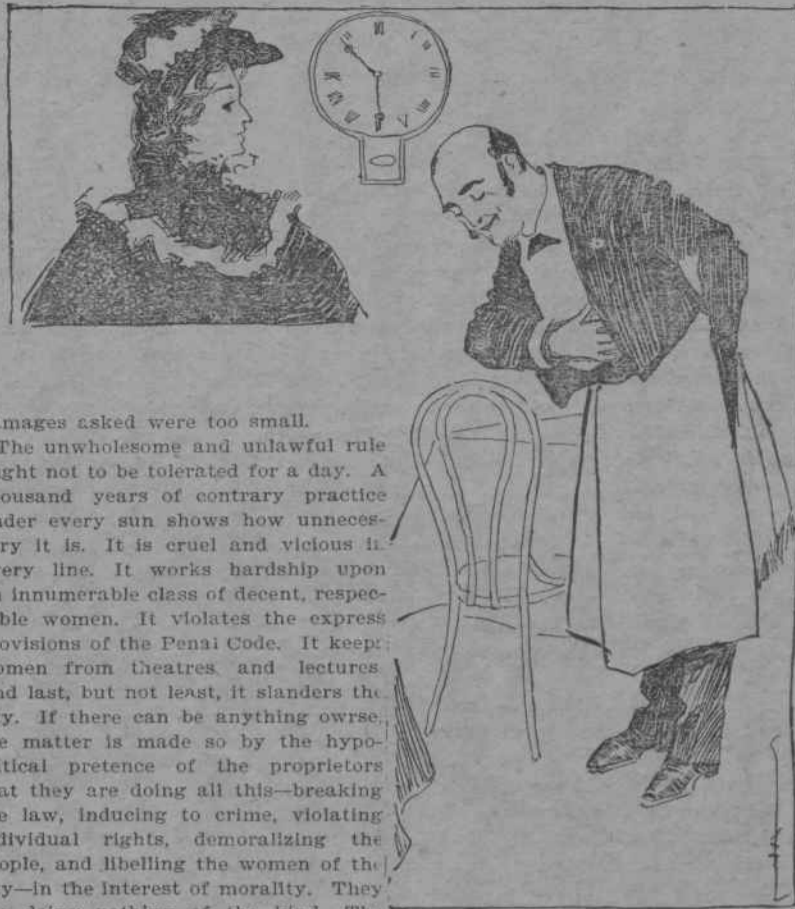 mages asked were too small.
The unwholesome and unlawful rule
ght not to be tolerated for a day. A
ousand years of contrary practice
der every sun shows how unneces-
ry it is. It is cruel and vicious in
ery line. It works hardship upon
innumerable class of decent, respec-
ble women. It violates the express
ovisions of the Penal Code. It keeps
omen from theatres and lectures
nd last, but not least, it slanders the
y. If there can be anything owrse,
e matter is made so by the hypo-
itical pretence of the proprietors
at they are doing all this—breaking
e law, inducing to crime, violating
dividual rights, demoralizing the
ople, and libelling the women of the
y—in the interest of morality. They